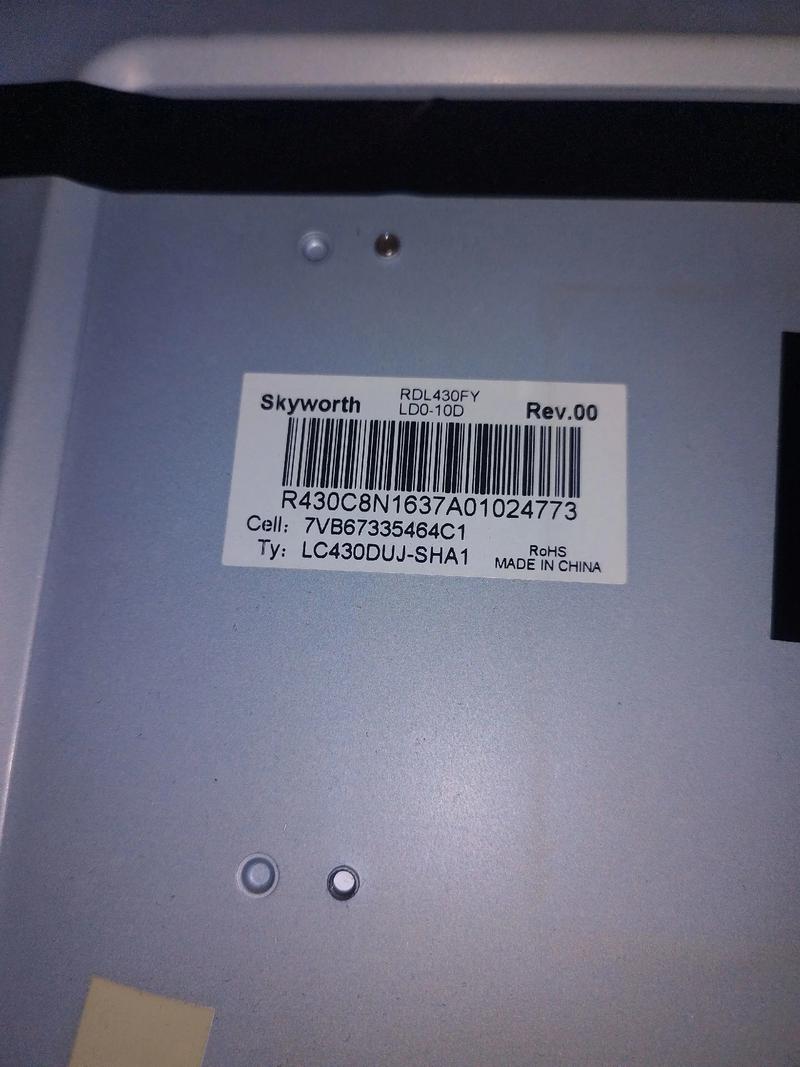 Skyworth RDL430FY Rev.00
LD0-10D
R430C8N1637A01024773
Cell: 7VB67335464C1
Ty: LC430DUJ-SHA1 RoHS
MADE IN CHINA